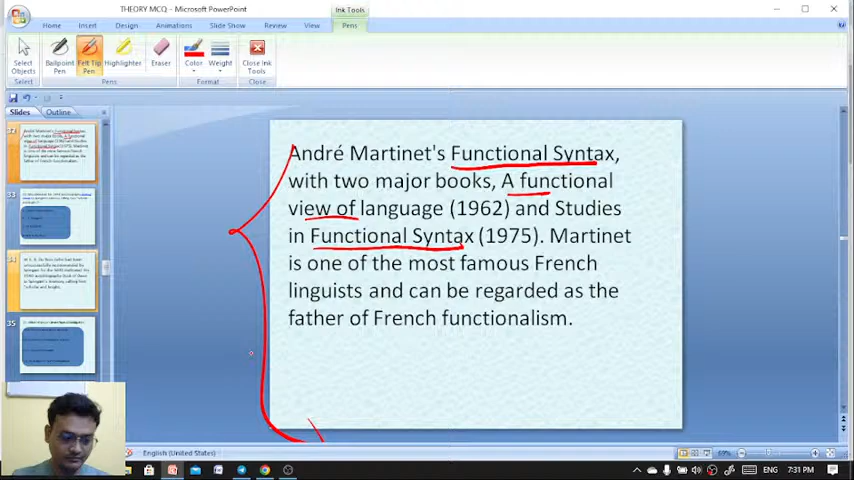 THEORY MCQ - Microsoft PowerPoint
Ink Tools
Home Insert Design Animations Slide Show Review View Pens
Select Objects
Ballpoint Pen
Felt Tip Pen
Highlighter
Eraser
Color
Weight
Close Ink Tools
Select Pens Format Close
Slides Outline
33
34
35
André Martinet's Functional Syntax,
with two major books, A functional
view of language (1962) and Studies
in Functional Syntax (1975). Martinet
is one of the most famous French
linguists and can be regarded as the
father of French functionalism.
English (United States)
69%
ENG 7:31 PM